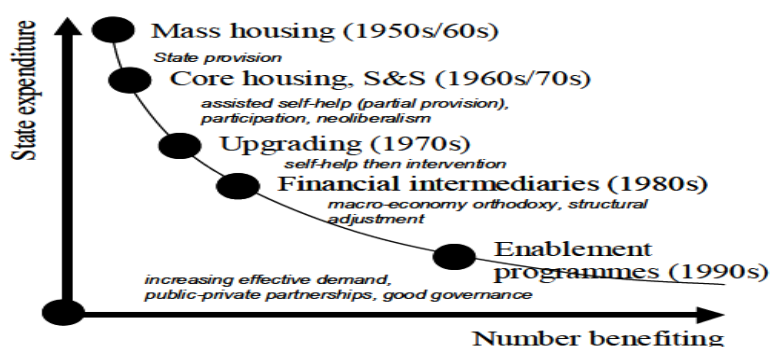 State expenditure
Mass housing (1950s/60s)
State provision
Core housing, S&S (1960s/70s)
assisted self-help (partial provision),
participation, neoliberalism
Upgrading (1970s)
self-help then intervention
Financial intermediaries (1980s)
macro-economy orthodoxy, structural
adjustment
Enablement
programmes (1990s)
increasing effective demand,
public-private partnerships, good governance
Number benefiting